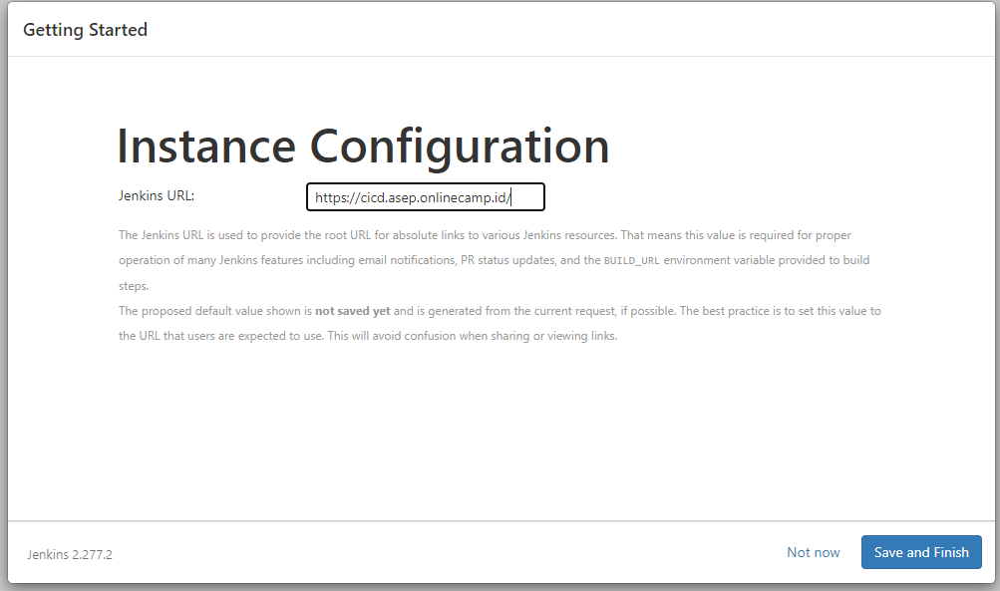 Getting Started
Instance Configuration
Jenkins URL:
https://cicd.asep.onlinecamp.id/
The Jenkins URL is used to provide the root URL for absolute links to various Jenkins resources. That means this value is required for proper
operation of many Jenkins features including email notifications, PR status updates, and the BUILD_URL environment variable provided to build
steps.
The proposed default value shown is not saved yet and is generated from the current request, if possible. The best practice is to set this value to
the URL that users are expected to use. This will avoid confusion when sharing or viewing links.
Jenkins 2.277.2
Not now
Save and Finish